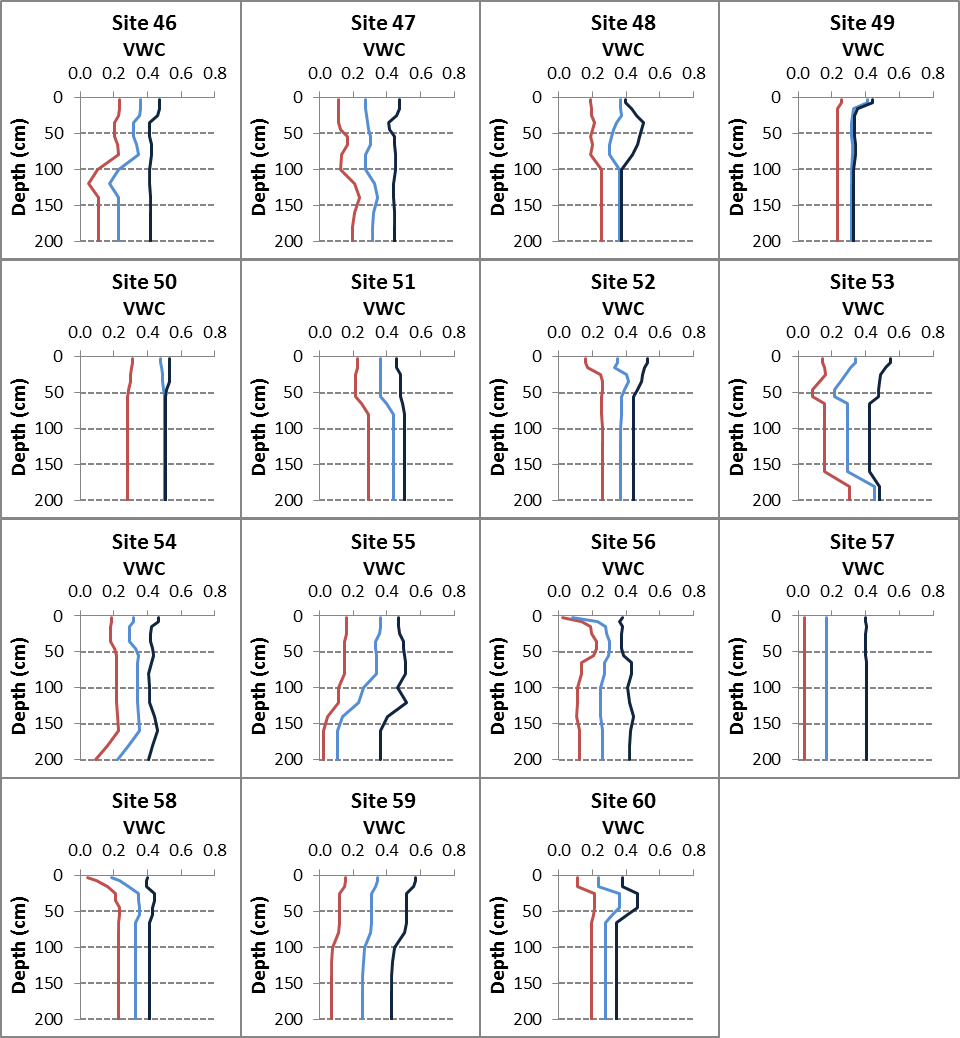 Site 46
VWC
0.0 0.2 0.4 0.6 0.8
Depth (cm)
0
50
100
150
200
Site 47
VWC
0.0 0.2 0.4 0.6 0.8
Depth (cm)
0
50
100
150
200
Site 48
VWC
0.0 0.2 0.4 0.6 0.8
Depth (cm)
0
50
100
150
200
Site 49
VWC
0.0 0.2 0.4 0.6 0.8
Depth (cm)
0
50
100
150
200
Site 50
VWC
0.0 0.2 0.4 0.6 0.8
Depth (cm)
0
50
100
150
200
Site 51
VWC
0.0 0.2 0.4 0.6 0.8
Depth (cm)
0
50
100
150
200
Site 52
VWC
0.0 0.2 0.4 0.6 0.8
Depth (cm)
0
50
100
150
200
Site 53
VWC
0.0 0.2 0.4 0.6 0.8
Depth (cm)
0
50
100
150
200
Site 54
VWC
0.0 0.2 0.4 0.6 0.8
Depth (cm)
0
50
100
150
200
Site 55
VWC
0.0 0.2 0.4 0.6 0.8
Depth (cm)
0
50
100
150
200
Site 56
VWC
0.0 0.2 0.4 0.6 0.8
Depth (cm)
0
50
100
150
200
Site 57
VWC
0.0 0.2 0.4 0.6 0.8
Depth (cm)
0
50
100
150
200
Site 58
VWC
0.0 0.2 0.4 0.6 0.8
Depth (cm)
0
50
100
150
200
Site 59
VWC
0.0 0.2 0.4 0.6 0.8
Depth (cm)
0
50
100
150
200
Site 60
VWC
0.0 0.2 0.4 0.6 0.8
Depth (cm)
0
50
100
150
200